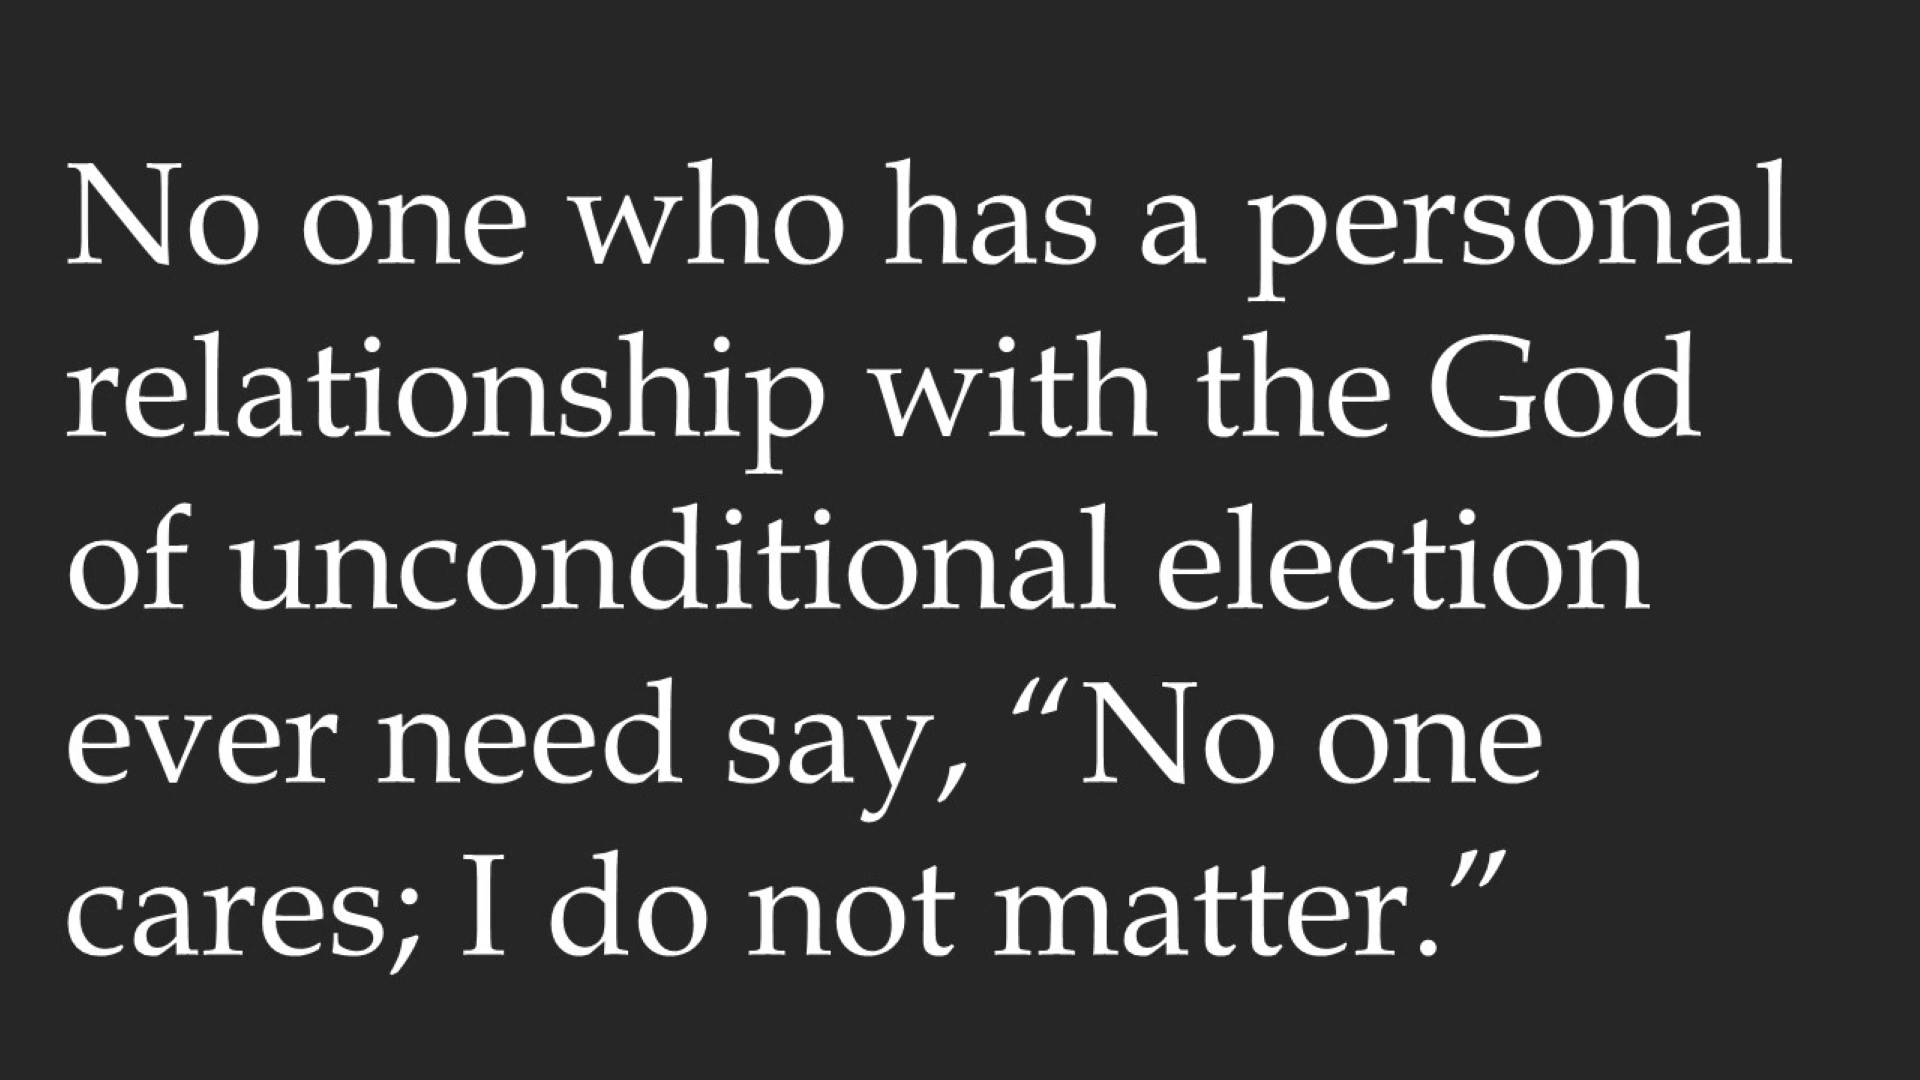 No one who has a personal
relationship with the God
of unconditional election
ever need say, “No one
cares; I do not matter.”